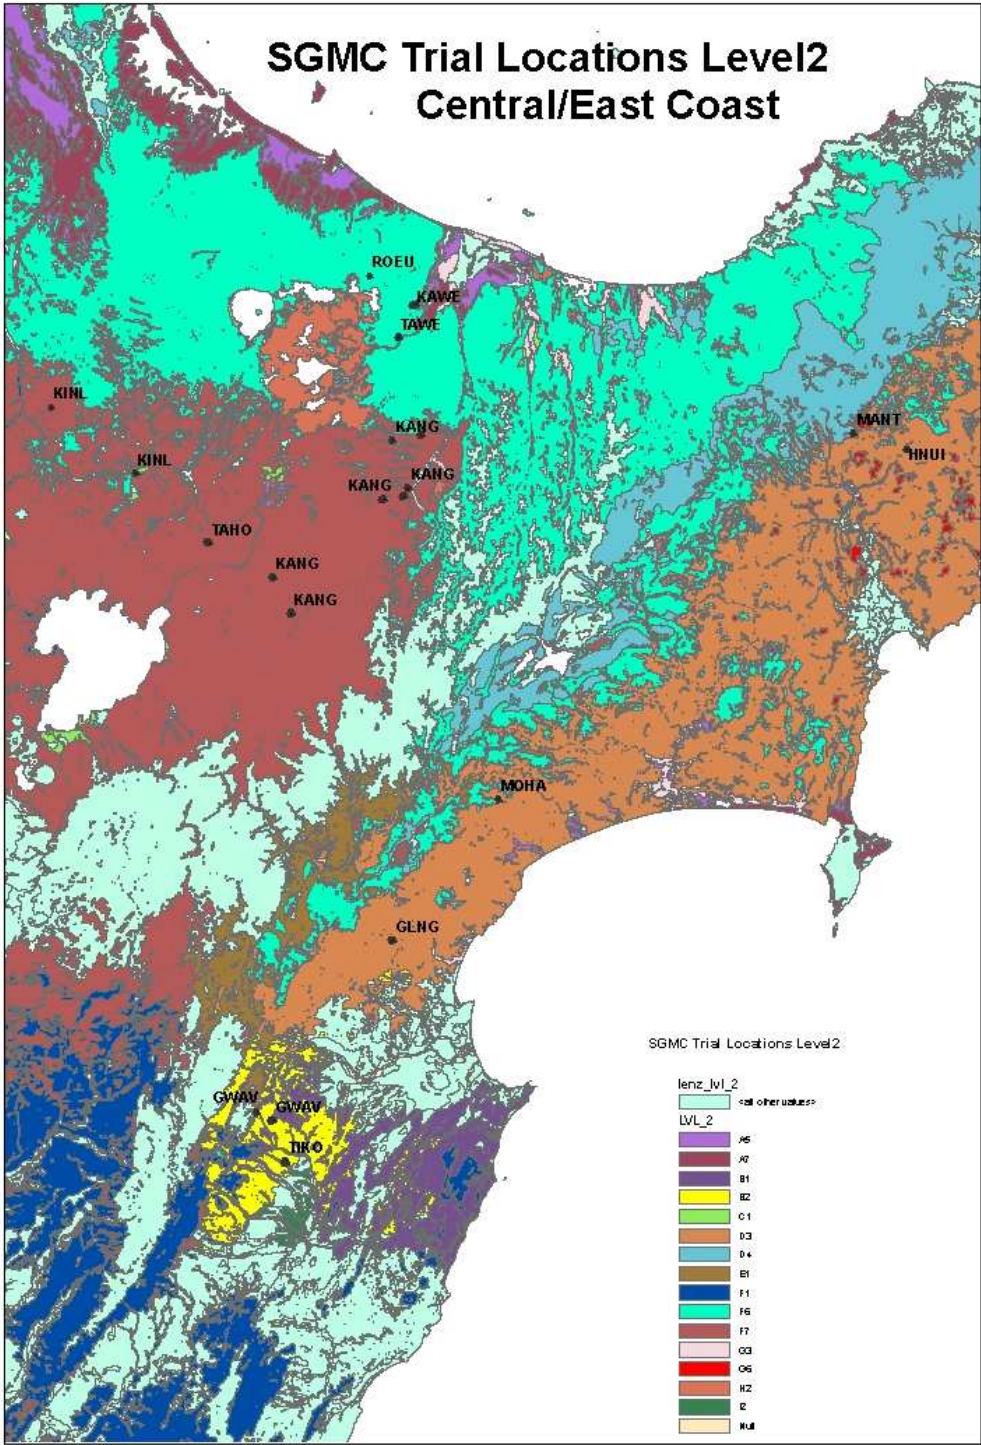 SGMC Trial Locations Level2
Central/East Coast
ROEU
KAWE
TAWE
KINL
KANG
MANT
HNUI
KINL
KANG
KANG
TAHO
KANG
KANG
MOHA
GLNG
GWAV
GWAV
TIKO
SGMC Trial Locations Level2
lenz_lvl_2
<all other values>
LVL_2
A5
A7
B1
B2
C1
D3
D4
E1
F1
F6
F7
G3
G6
H2
I2
Null